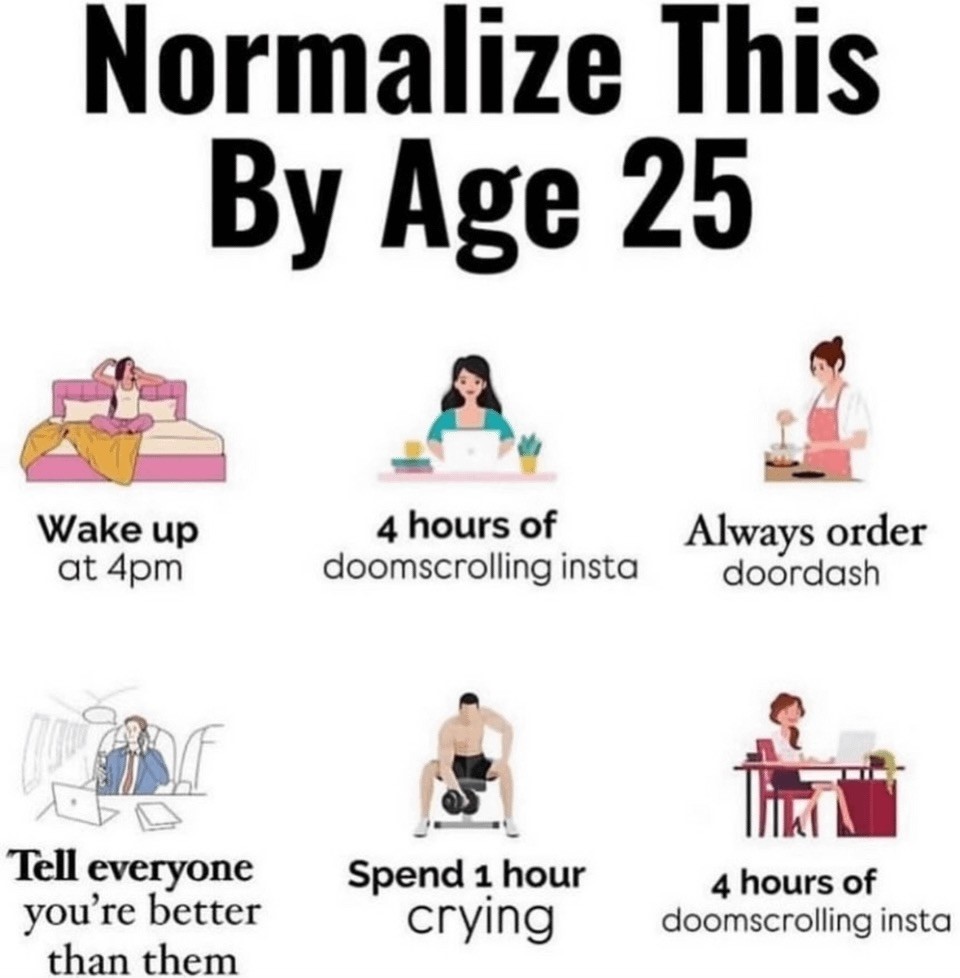 Normalize This
By Age 25
Wake up
at 4pm
4 hours of
doomscrolling insta
Always order
doordash
Tell everyone
you're better
than them
Spend 1 hour
crying
4 hours of
doomscrolling insta